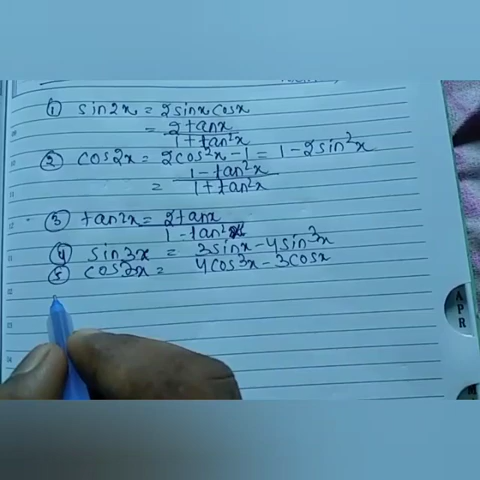 ① sin2x = 2sinx cosx
= 2tanx / 1 + tan²x
② cos2x = 2cos²x - 1 = 1 - 2sin²x
= 1 - tan²x / 1 + tan²x
③ tan2x = 2tanx / 1 - tan²x
④ sin3x = 3sinx - 4sin³x
⑤ cos3x = 4cos³x - 3cosx
APR